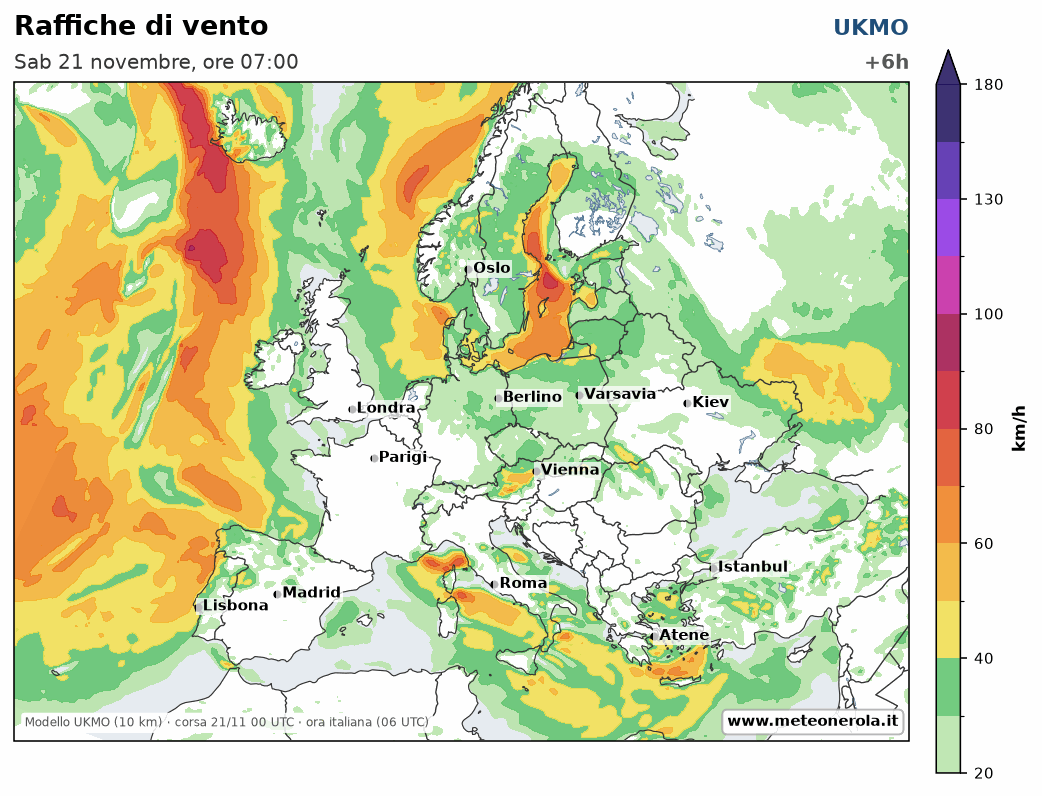 Raffiche di vento
UKMO
Sab 21 novembre, ore 07:00
+6h
180
130
100
80
60
40
20
km/h
Oslo
Berlino
Varsavia
Kiev
Londra
Parigi
Vienna
Istanbul
Roma
Madrid
Lisbona
Atene
Modello UKMO (10 km) · corsa 21/11 00 UTC · ora italiana (06 UTC)
www.meteonerola.it